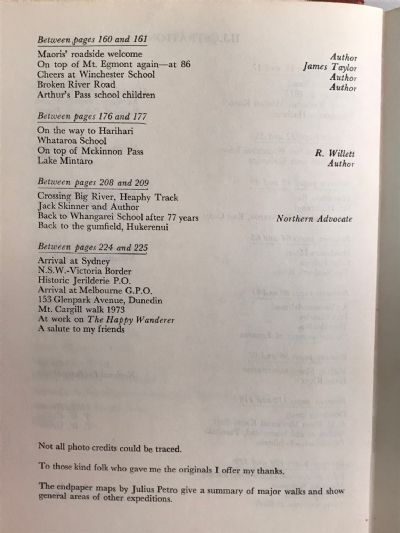 Between pages 160 and 161
Maoris' roadside welcome Author
On top of Mt. Egmont again—at 86 James Taylor
Cheers at Winchester School Author
Broken River Road Author
Arthur's Pass school children
Between pages 176 and 177
On the way to Harihari
Whataroa School
On top of Mckinnon Pass R. Willett
Lake Mintaro Author
Between pages 208 and 209
Crossing Big River, Heaphy Track
Jack Skinner and Author
Back to Whangarei School after 77 years Northern Advocate
Back to the gumfield, Hukerenui
Between pages 224 and 225
Arrival at Sydney
N.S.W.-Victoria Border
Historic Jerilderie P.O.
Arrival at Melbourne G.P.O.
153 Glenpark Avenue, Dunedin
Mt. Cargill walk 1973
At work on The Happy Wanderer
A salute to my friends
Not all photo credits could be traced.
To those kind folk who gave me the originals I offer my thanks.
The endpaper maps by Julius Petro give a summary of major walks and show
general areas of other expeditions.